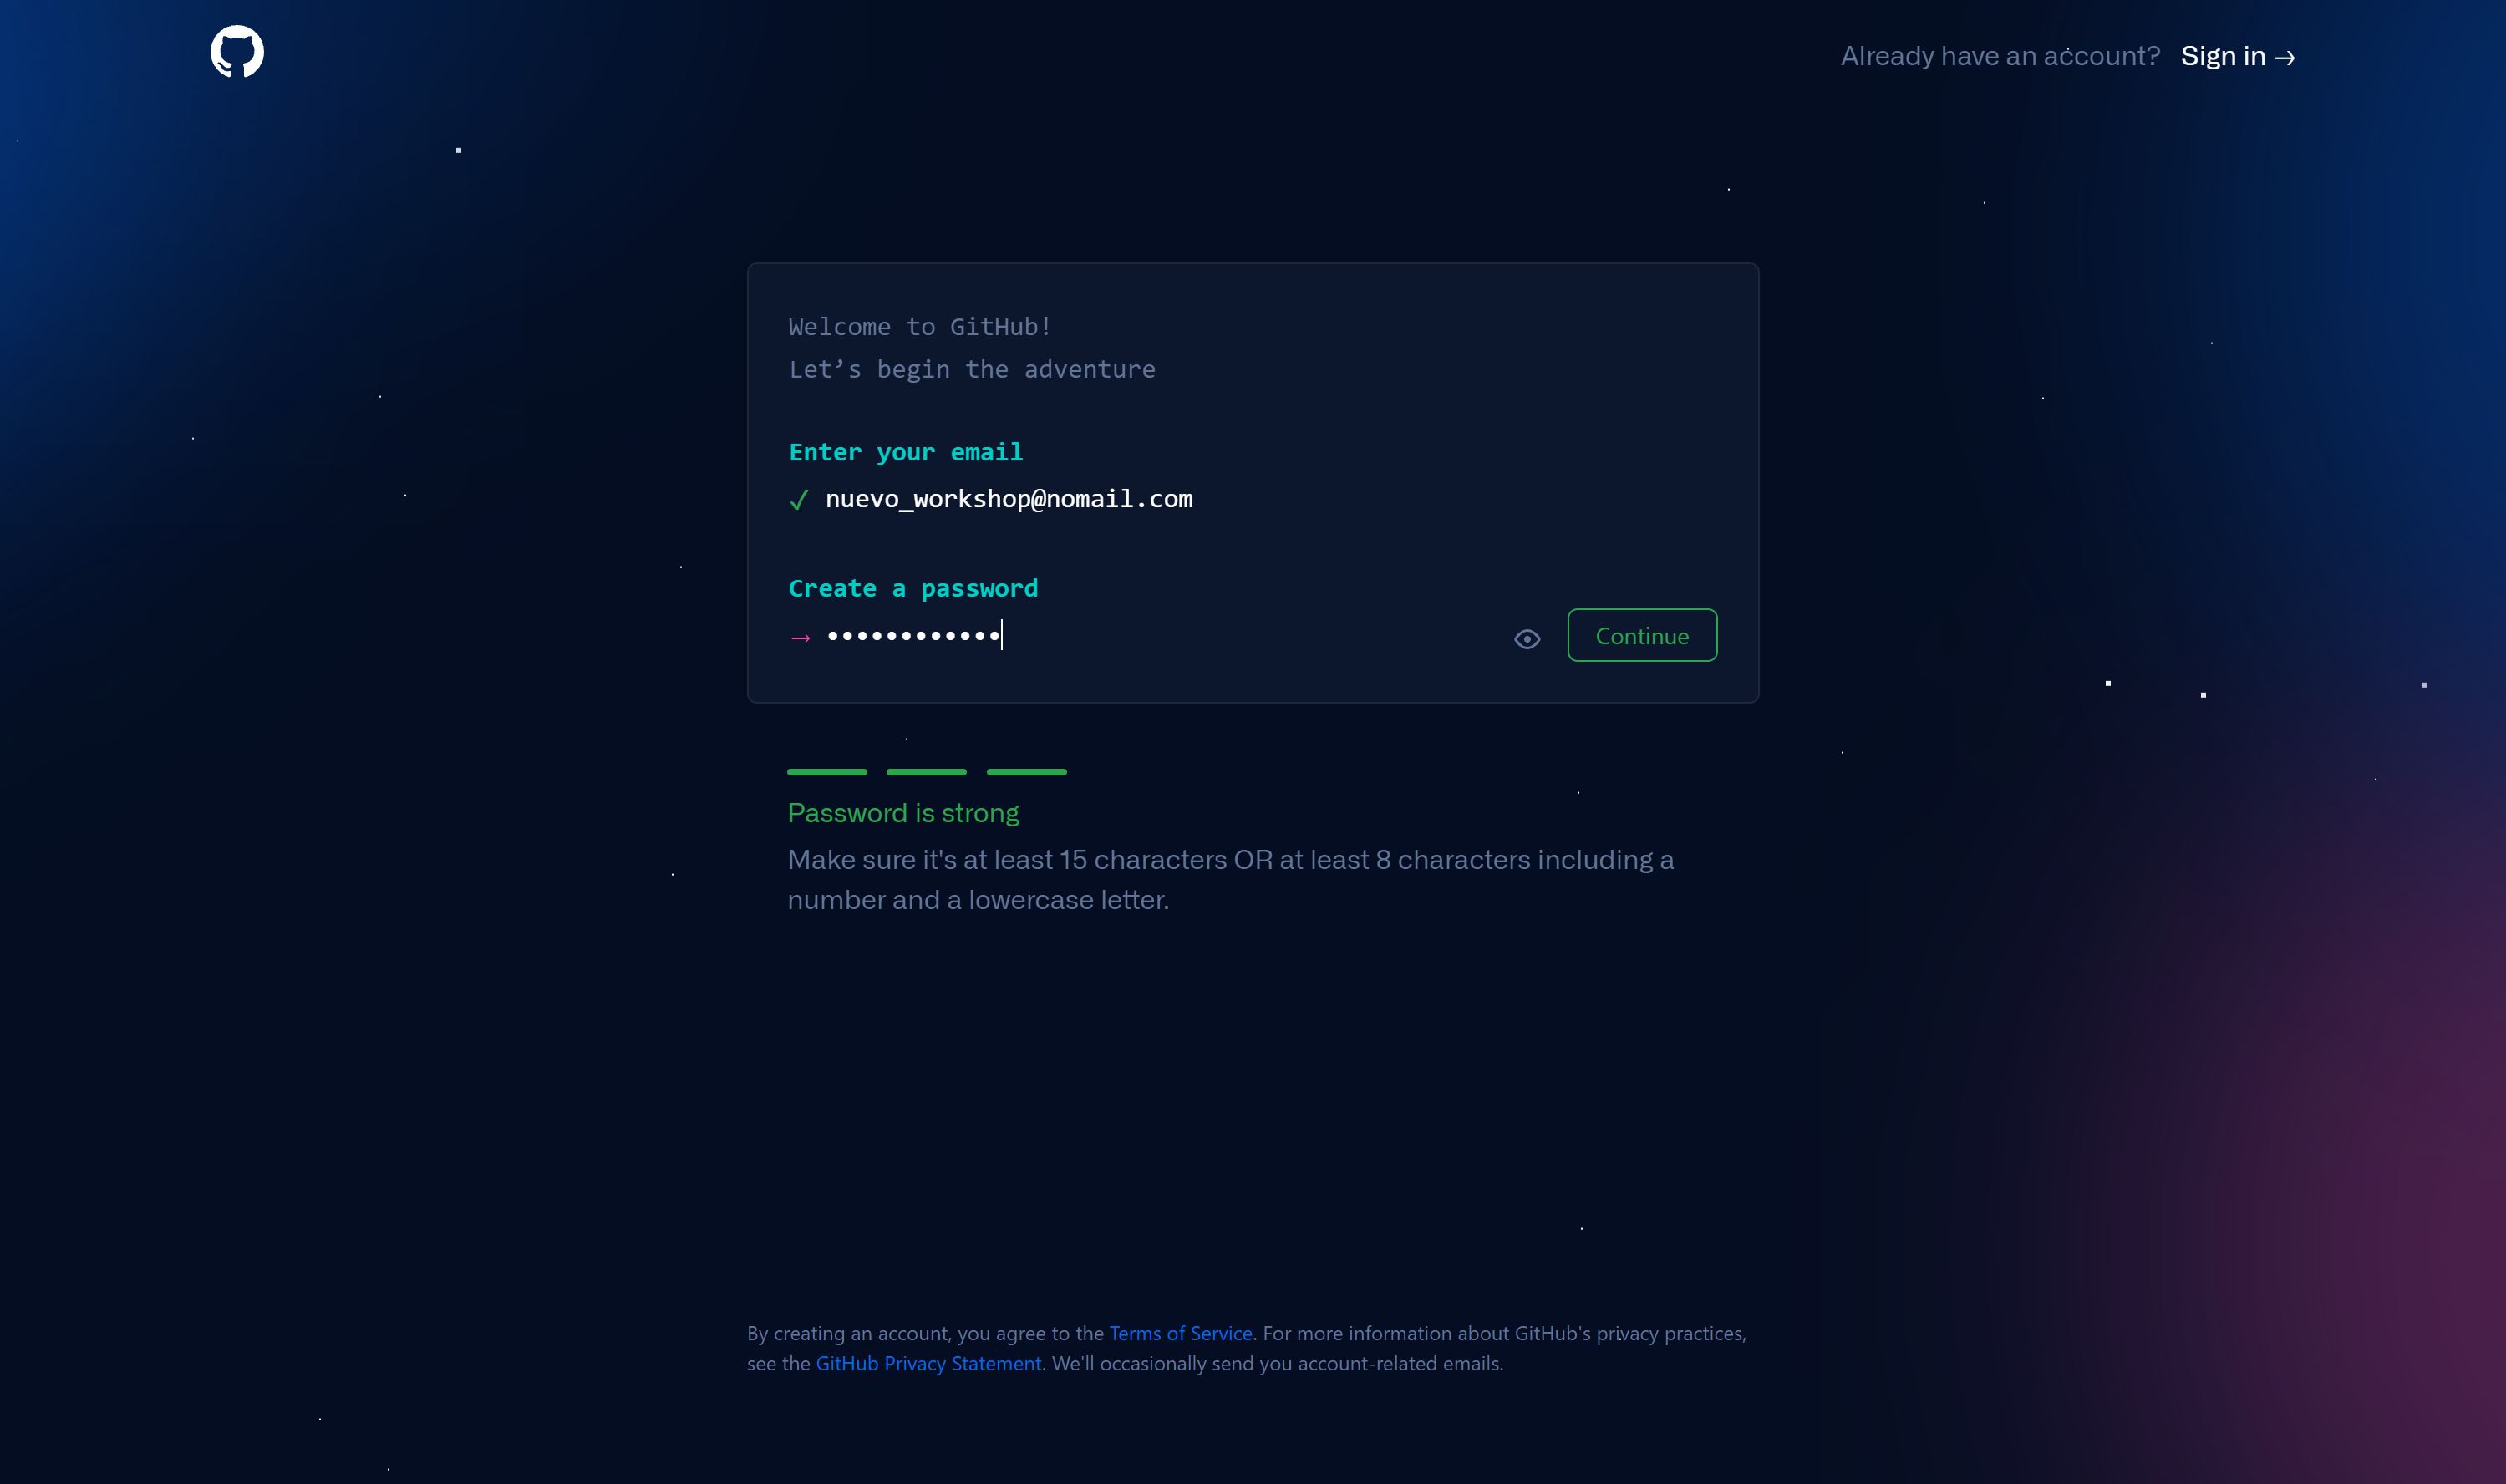 Already have an account? Sign in →
Welcome to GitHub!
Let’s begin the adventure
Enter your email
✓ nuevo_workshop@nomail.com
Create a password
→ ••••••••••••
Continue
Password is strong
Make sure it's at least 15 characters OR at least 8 characters including a
number and a lowercase letter.
By creating an account, you agree to the Terms of Service. For more information about GitHub's privacy practices,
see the GitHub Privacy Statement. We'll occasionally send you account-related emails.